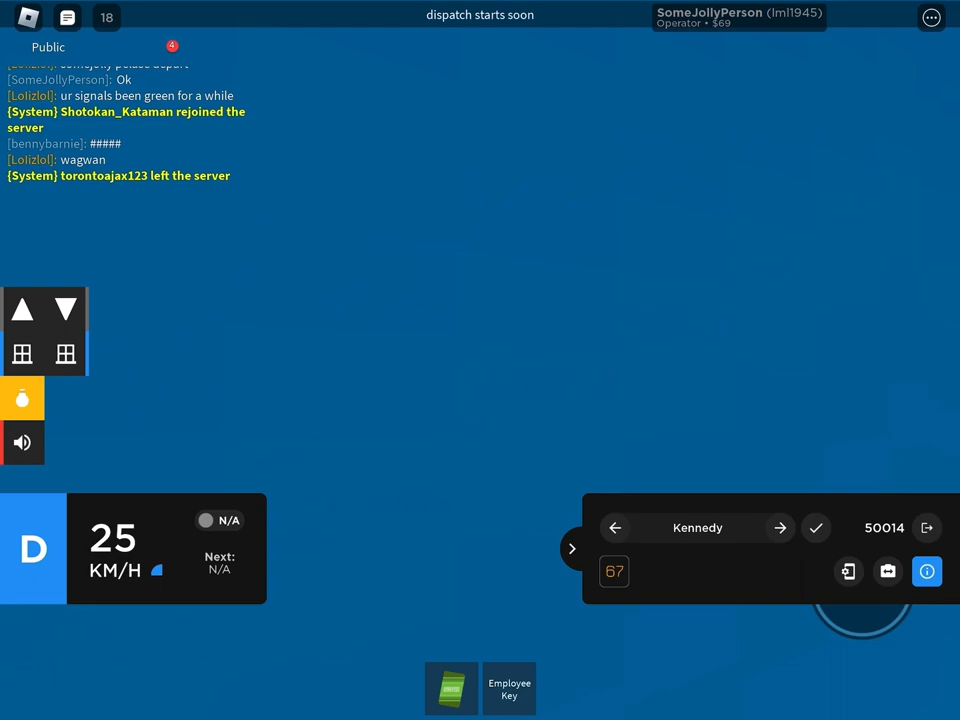 18
dispatch starts soon
SomeJollyPerson (lml1945)
Operator • $69
Public
4
[SomeJollyPerson]: Ok
[Lolizlol]: ur signals been green for a while
{System} Shotokan_Kataman rejoined the
server
[bennybarnie]: #####
[Lolizlol]: wagwan
{System} torontoajax123 left the server
D
25
KM/H
N/A
Next:
N/A
Kennedy
50014
67
Employee
Key